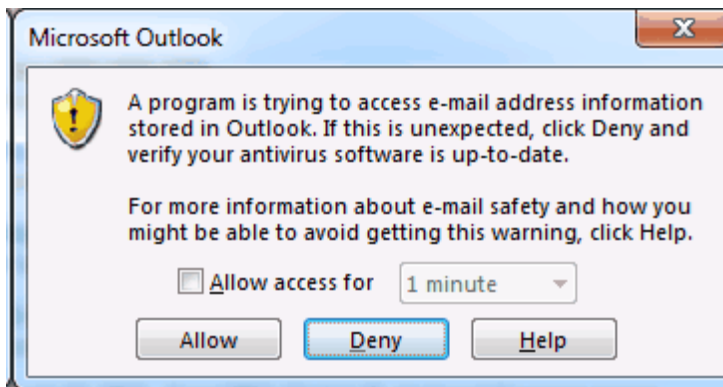 Microsoft Outlook
A program is trying to access e-mail address information
stored in Outlook. If this is unexpected, click Deny and
verify your antivirus software is up-to-date.
For more information about e-mail safety and how you
might be able to avoid getting this warning, click Help.
Allow access for 1 minute
Allow Deny Help